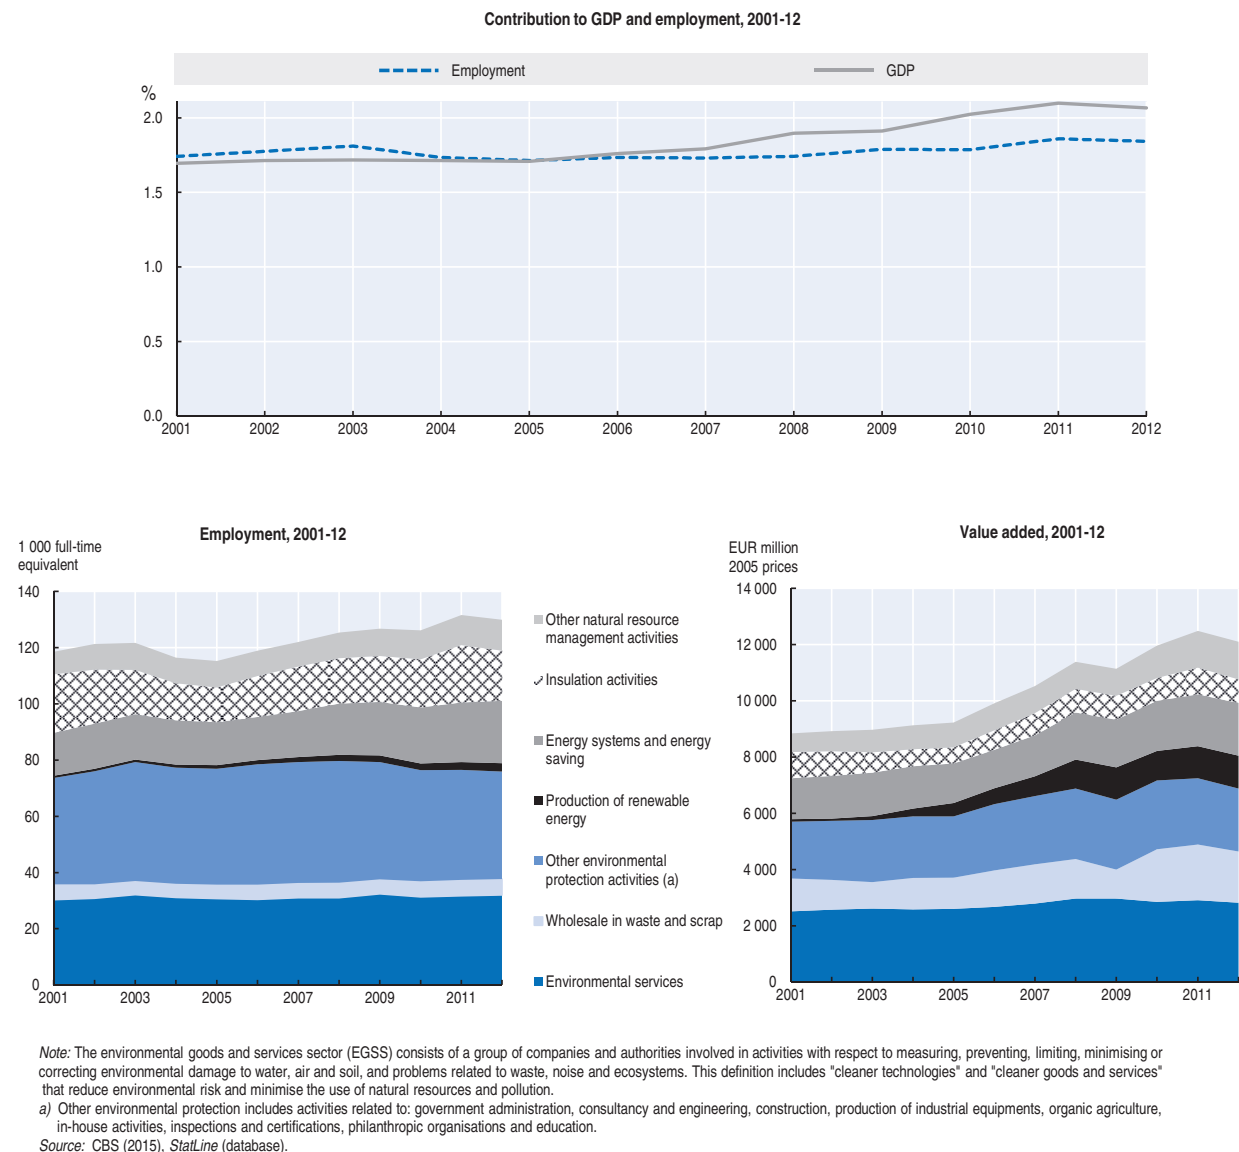 Contribution to GDP and employment, 2001-12
Employment
GDP
%
2.0
1.5
1.0
0.5
0.0
2001 2002 2003 2004 2005 2006 2007 2008 2009 2010 2011 2012
Employment, 2001-12
1 000 full-time
equivalent
140
120
100
80
60
40
20
0
2001 2003 2005 2007 2009 2011
Other natural resource
management activities
Insulation activities
Energy systems and energy
saving
Production of renewable
energy
Other environmental
protection activities (a)
Wholesale in waste and scrap
Environmental services
Value added, 2001-12
EUR million
2005 prices
14 000
12 000
10 000
8 000
6 000
4 000
2 000
0
2001 2003 2005 2007 2009 2011
Note: The environmental goods and services sector (EGSS) consists of a group of companies and authorities involved in activities with respect to measuring, preventing, limiting, minimising or
correcting environmental damage to water, air and soil, and problems related to waste, noise and ecosystems. This definition includes "cleaner technologies" and "cleaner goods and services"
that reduce environmental risk and minimise the use of natural resources and pollution.
a) Other environmental protection includes activities related to: government administration, consultancy and engineering, construction, production of industrial equipments, organic agriculture,
in-house activities, inspections and certifications, philanthropic organisations and education.
Source: CBS (2015), StatLine (database).